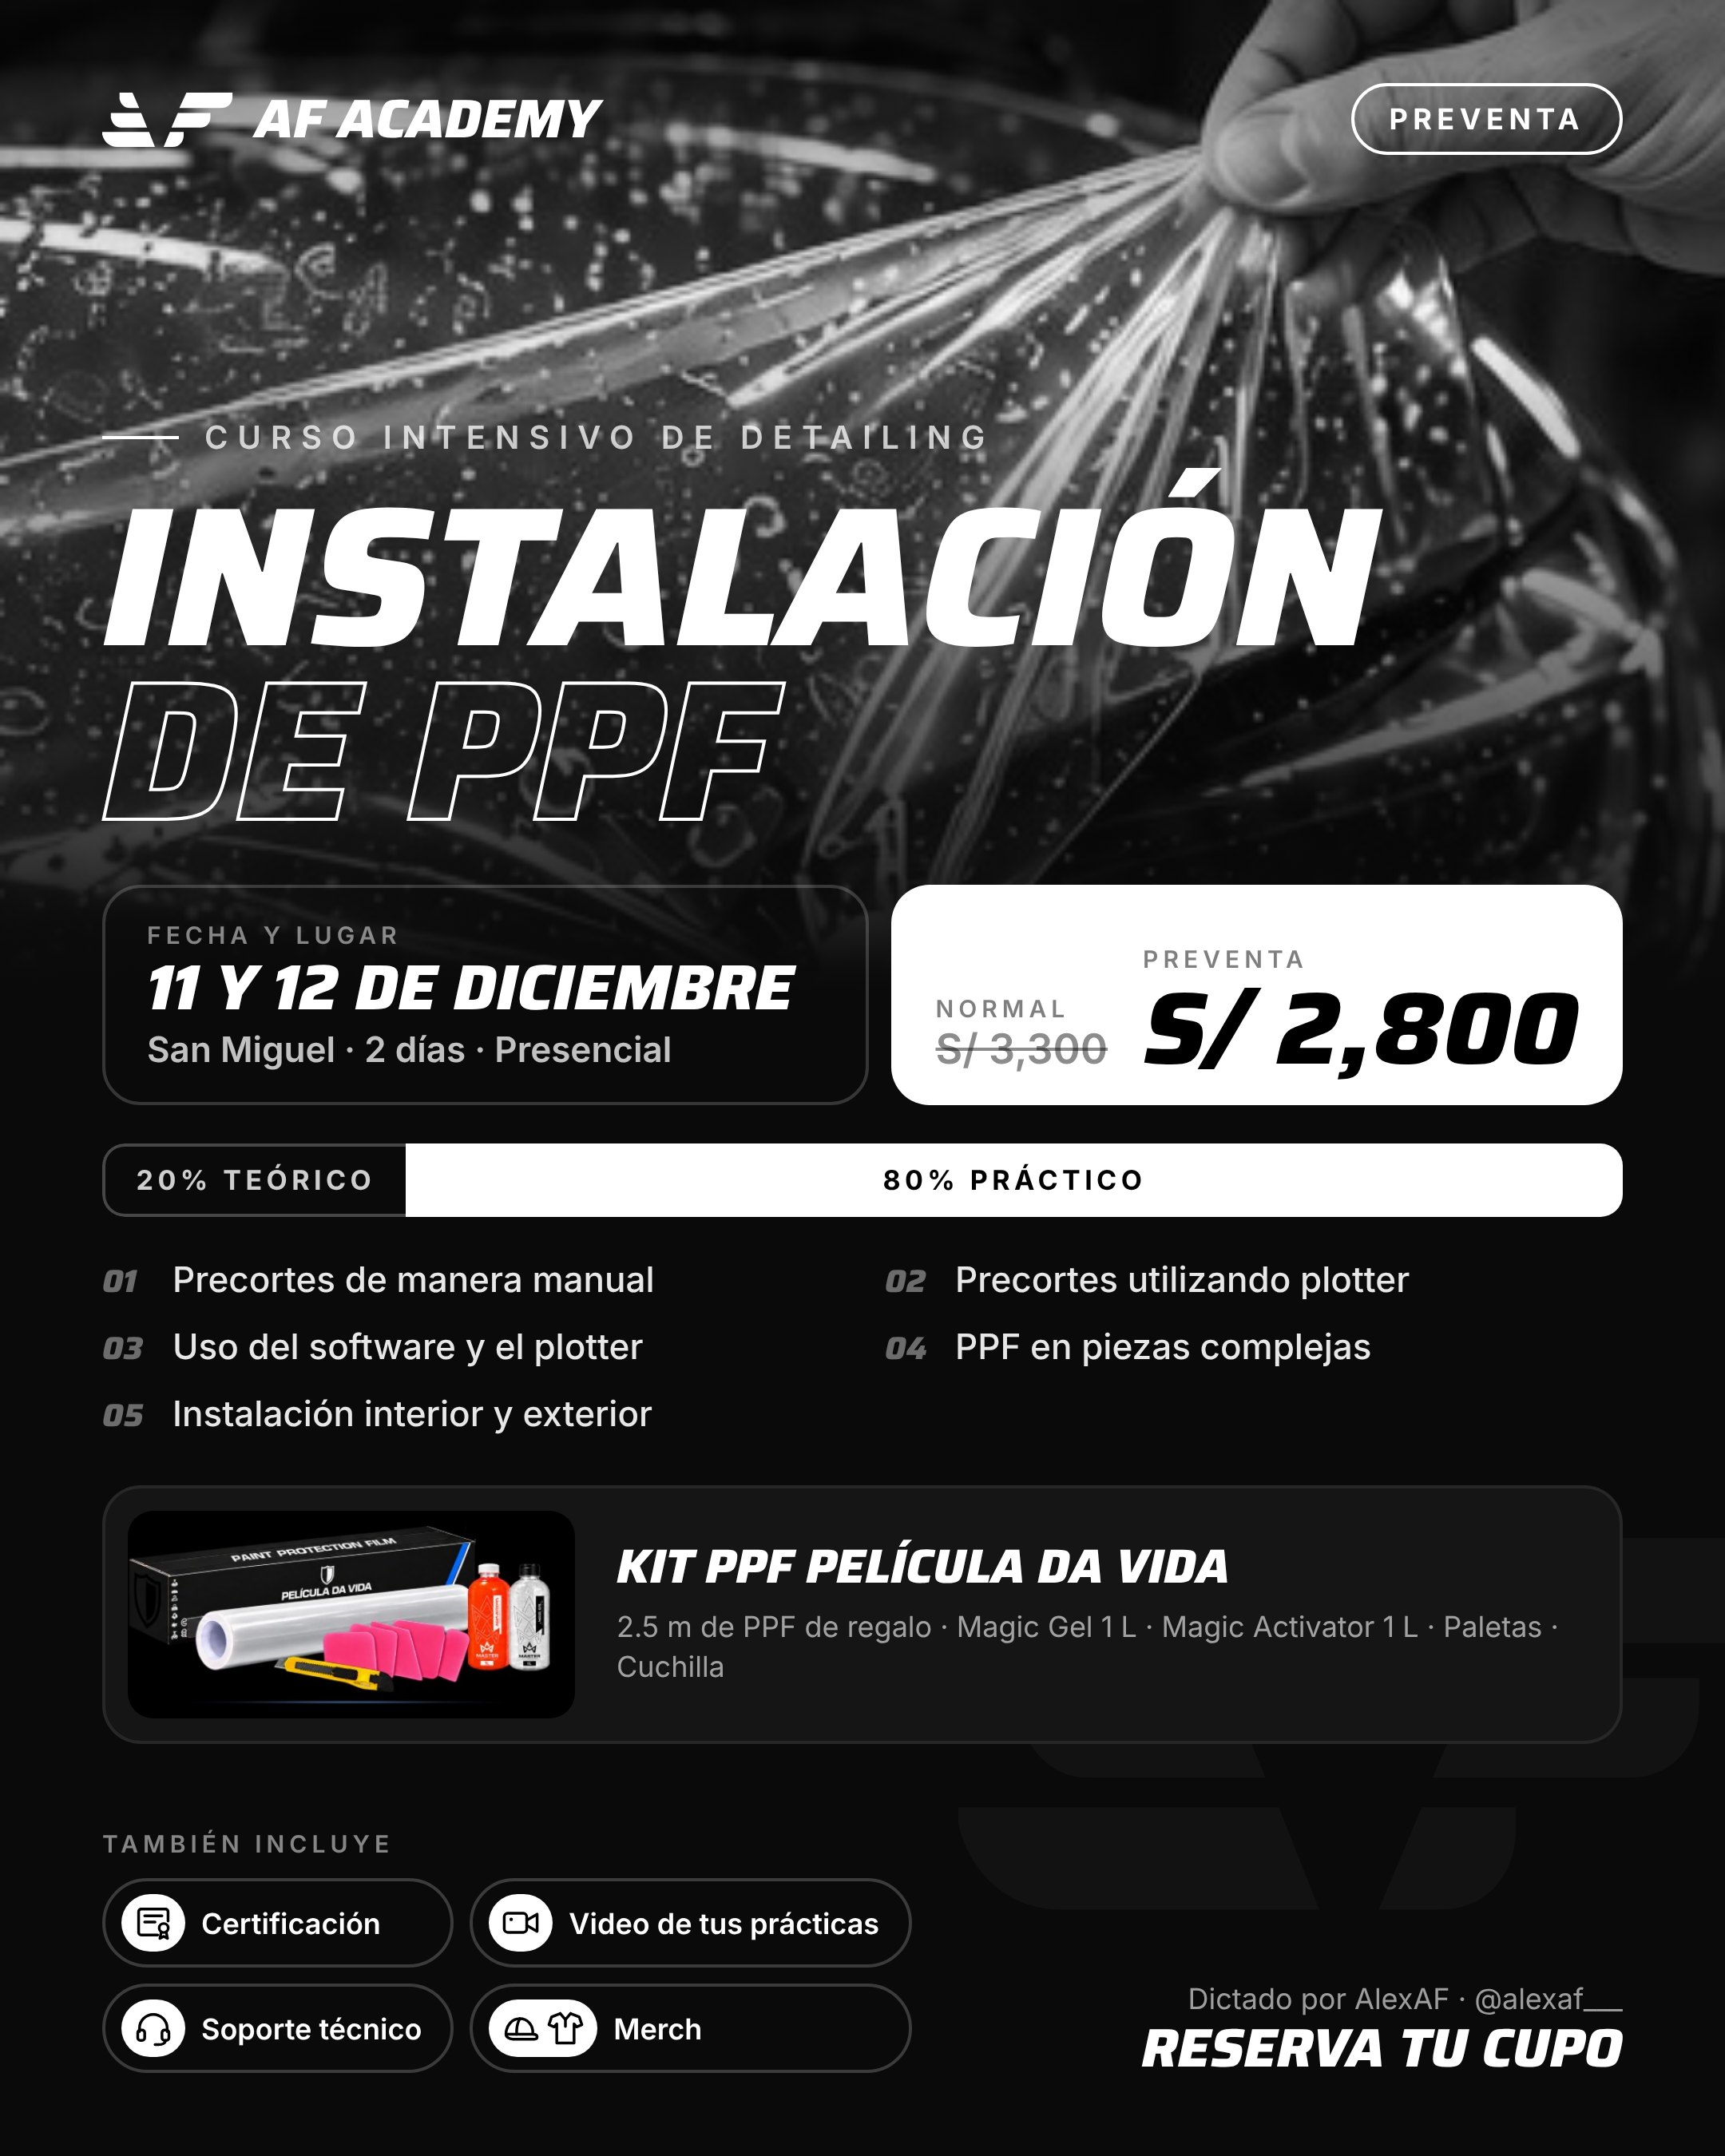 AF ACADEMY
PREVENTA
CURSO INTENSIVO DE DETAILING
INSTALACIÓN
DE PPF
FECHA Y LUGAR
11 Y 12 DE DICIEMBRE
San Miguel · 2 días · Presencial
NORMAL
S/ 3,300
PREVENTA
S/ 2,800
20% TEÓRICO
80% PRÁCTICO
01 Precortes de manera manual
02 Precortes utilizando plotter
03 Uso del software y el plotter
04 PPF en piezas complejas
05 Instalación interior y exterior
PAINT PROTECTION FILM
PELÍCULA DA VIDA
MASTER
MASTER
KIT PPF PELÍCULA DA VIDA
2.5 m de PPF de regalo · Magic Gel 1 L · Magic Activator 1 L · Paletas ·
Cuchilla
TAMBIÉN INCLUYE
Certificación
Video de tus prácticas
Soporte técnico
Merch
Dictado por AlexAF · @alexaf___
RESERVA TU CUPO